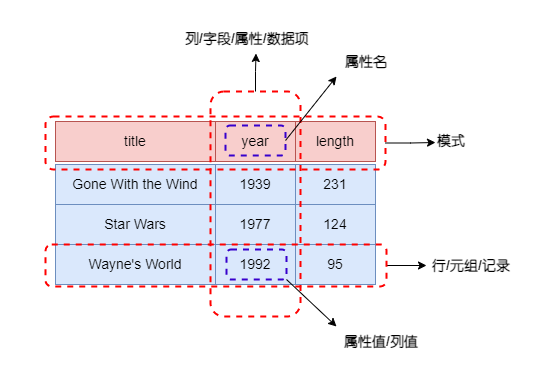 列/字段/属性/数据项
属性名
title year length
模式
Gone With the Wind 1939 231
Star Wars 1977 124
Wayne's World 1992 95
行/元组/记录
属性值/列值